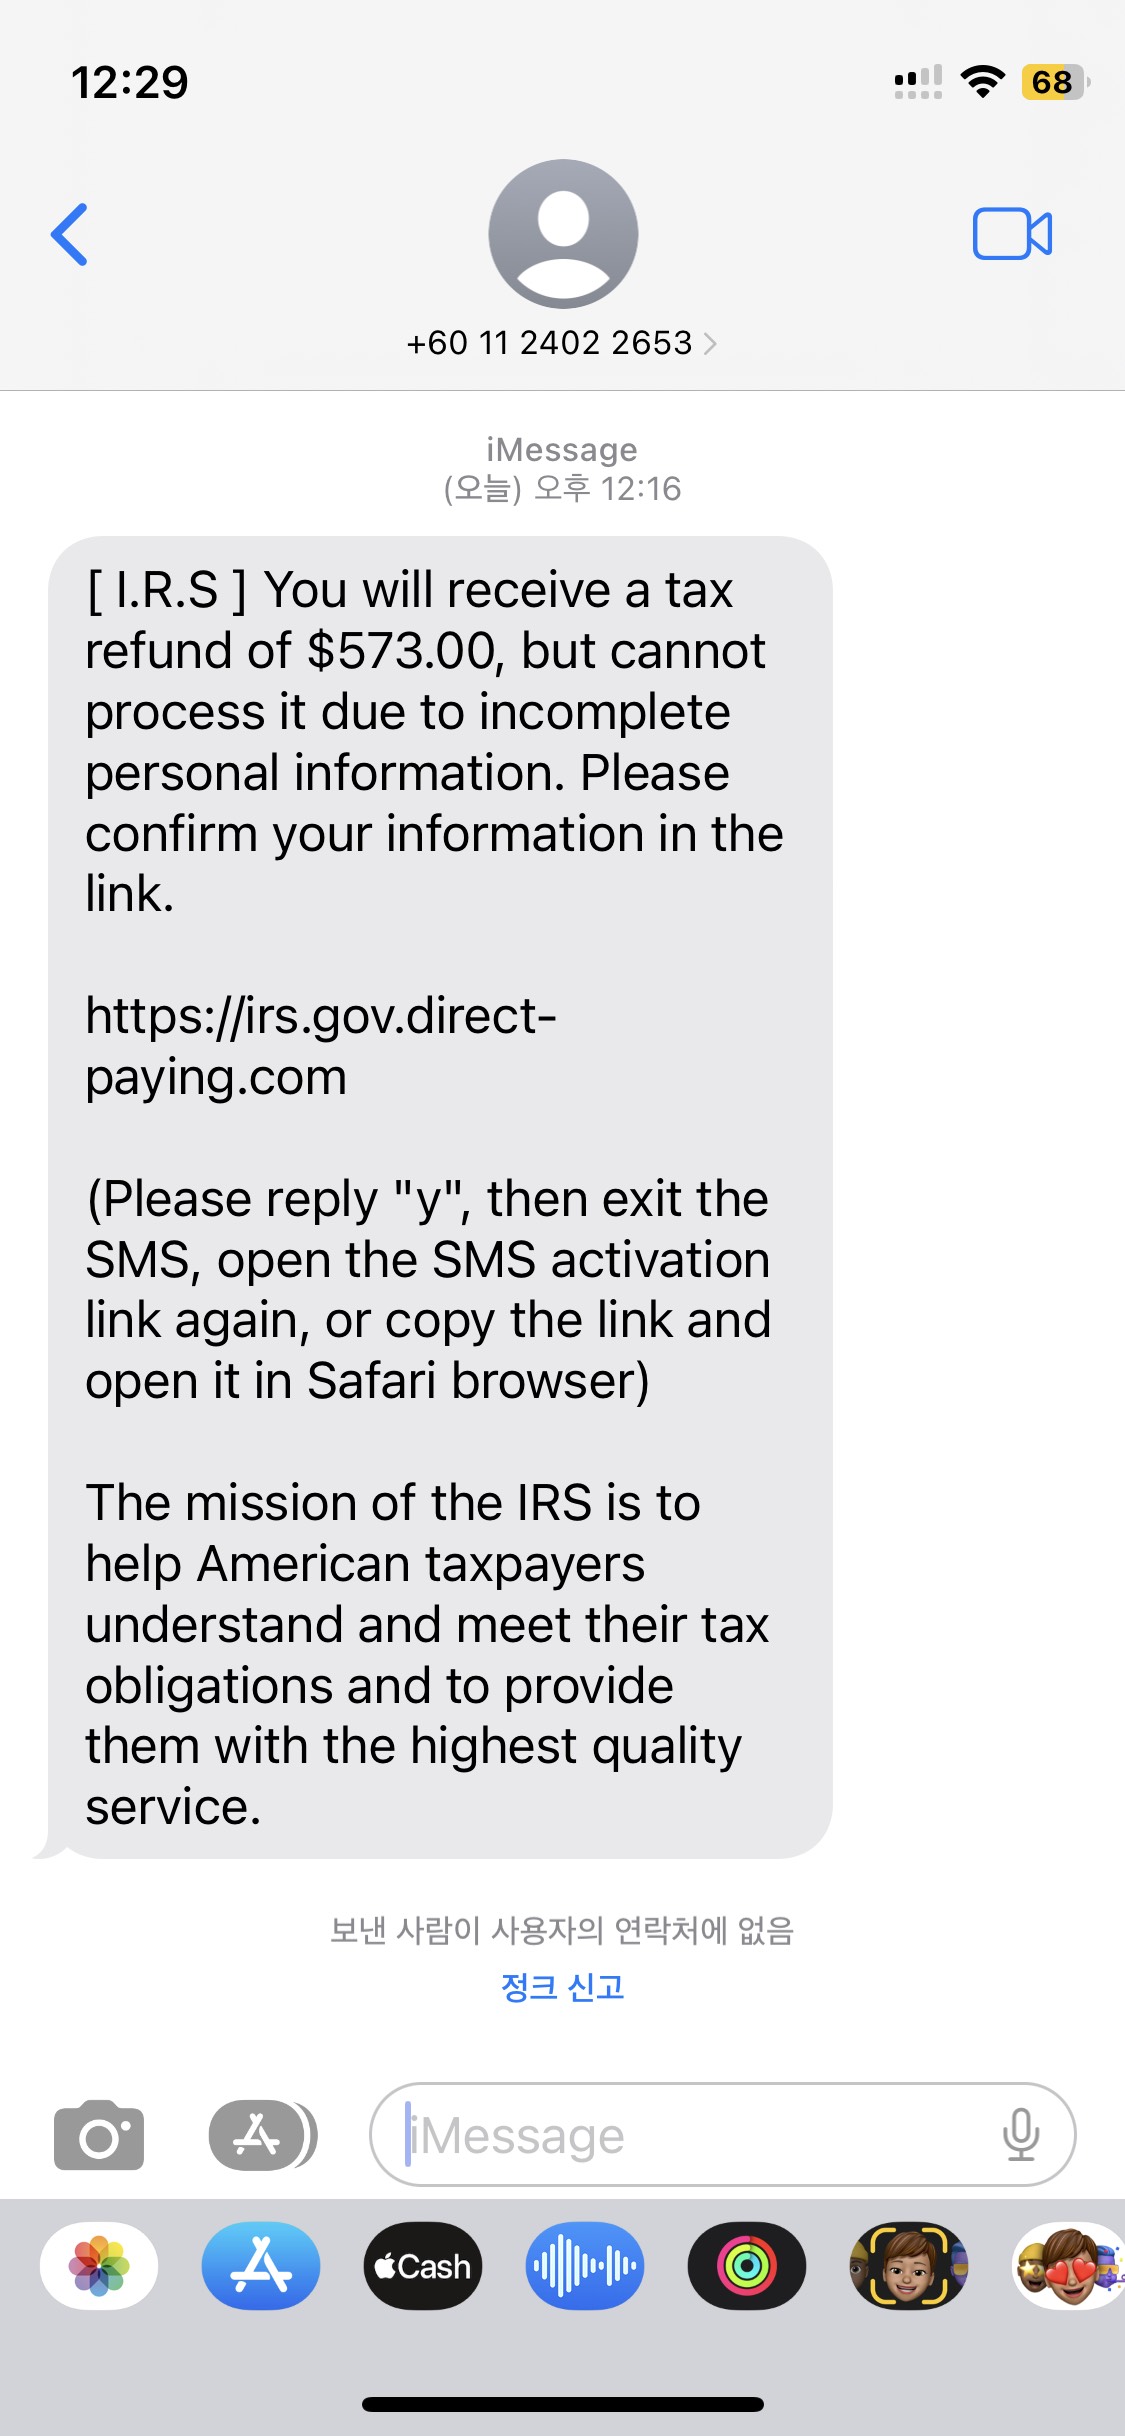 12:29
68
+60 11 2402 2653
iMessage
(오늘) 오후 12:16
[ I.R.S ] You will receive a tax
refund of $573.00, but cannot
process it due to incomplete
personal information. Please
confirm your information in the
link.
https://irs.gov.direct-
paying.com
(Please reply "y", then exit the
SMS, open the SMS activation
link again, or copy the link and
open it in Safari browser)
The mission of the IRS is to
help American taxpayers
understand and meet their tax
obligations and to provide
them with the highest quality
service.
보낸 사람이 사용자의 연락처에 없음
정크 신고
iMessage
Cash